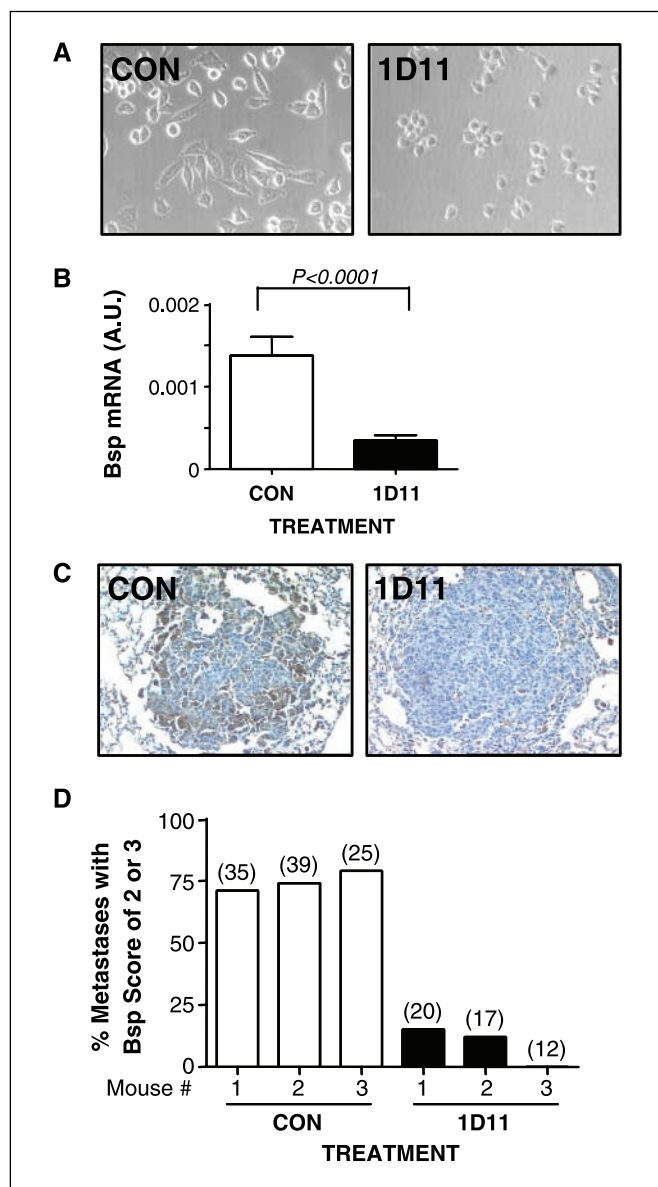 A
CON
1D11
B
P<0.0001
Bsp mRNA (A.U.)
0.002
0.001
0
CON
1D11
TREATMENT
C
CON
1D11
D
% Metastases with
Bsp Score of 2 or 3
100
75
50
25
0
(35)
(39)
(25)
(20)
(17)
(12)
Mouse # 1 2 3 1 2 3
CON
1D11
TREATMENT